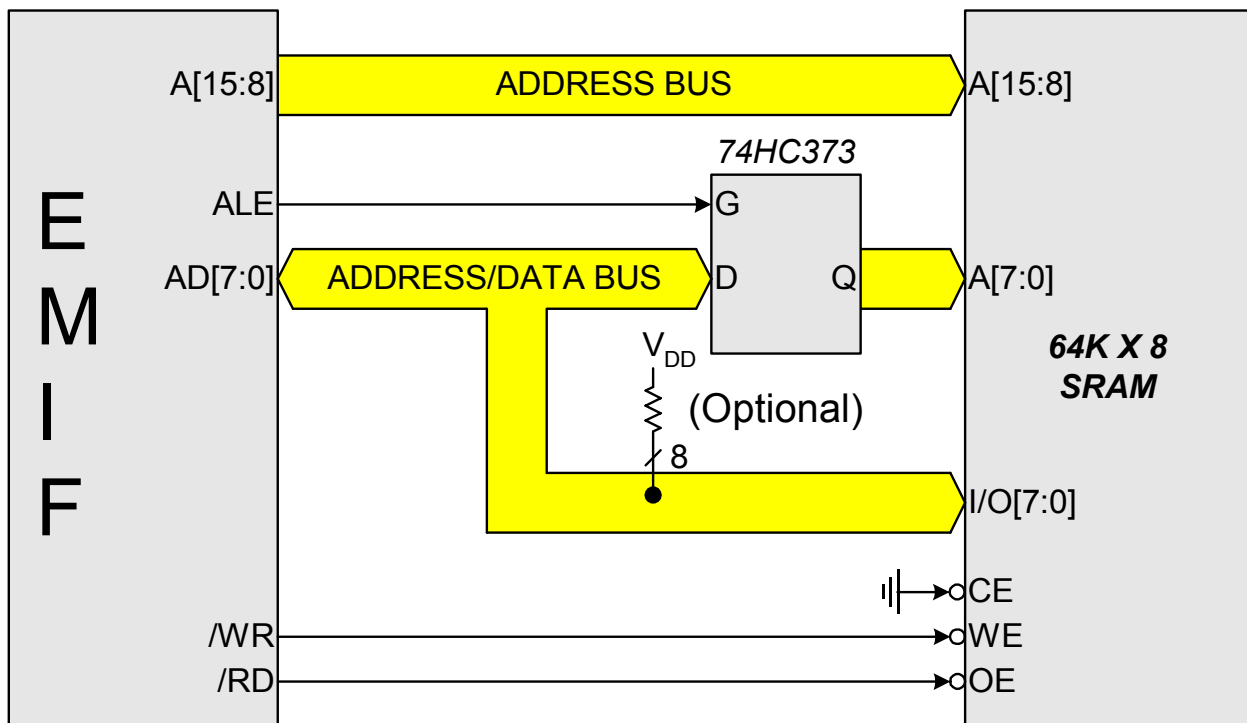 EMIF
A[15:8]
ADDRESS BUS
A[15:8]
74HC373
ALE
G
AD[7:0]
ADDRESS/DATA BUS
D
Q
A[7:0]
VDD
(Optional)
8
64K X 8
SRAM
I/O[7:0]
CE
/WR
WE
/RD
OE